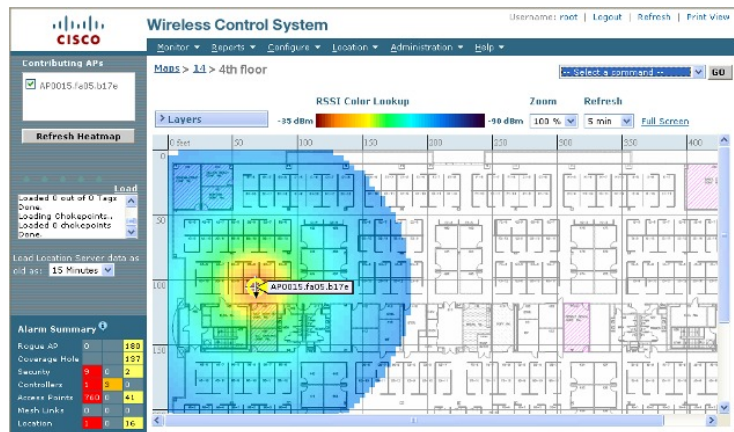 Username: root | Logout | Refresh | Print View
CISCO
Wireless Control System
Monitor Reports Configure Location Administration Help
Contributing APs
AP0015.fa05.b17e
Refresh Heatmap
Maps > 14 > 4th floor
-- Select a command -- GO
RSSI Color Lookup
Zoom Refresh
> Layers
-35 dBm
-90 dBm
100 % 5 min Full Screen
0 feet 50 100 150 200 250 300 350 400
0
50
100
150
AP0015.fa05.b17e
Load
Loaded 0 out of 0 Tags
Done.
Loading Chokepoints..
Loaded 0 chokepoints
Done.
Load Location Server data as
old as: 15 Minutes
Alarm Summary
Rogue AP 0 180
Coverage Hole 137
Security 9 0 2
Controllers 1 3 0
Access Points 760 0 41
Mesh Links 0 0 0
Location 1 0 16